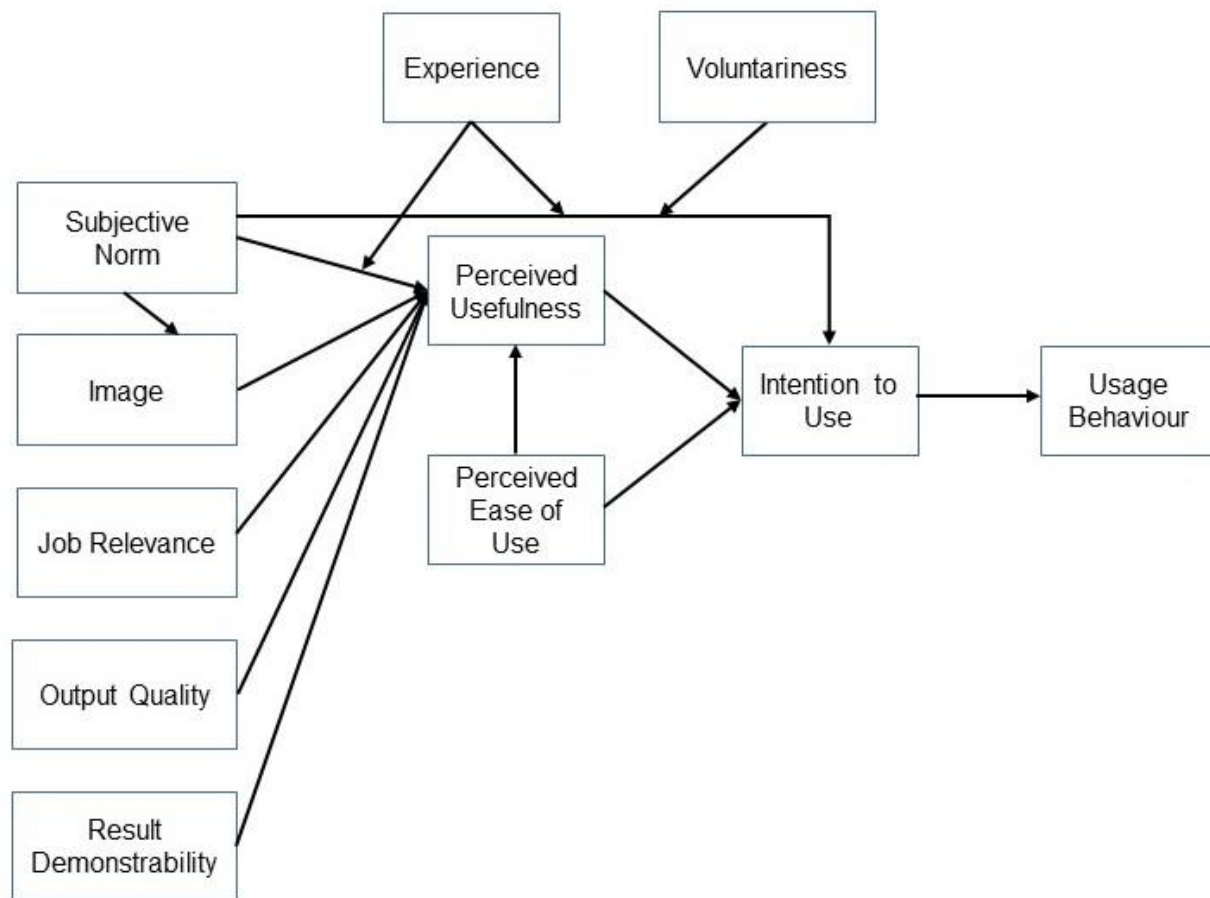 Experience
Voluntariness
Subjective
Norm
Perceived
Usefulness
Image
Intention to
Use
Usage
Behaviour
Perceived
Ease of
Use
Job Relevance
Output Quality
Result
Demonstrability